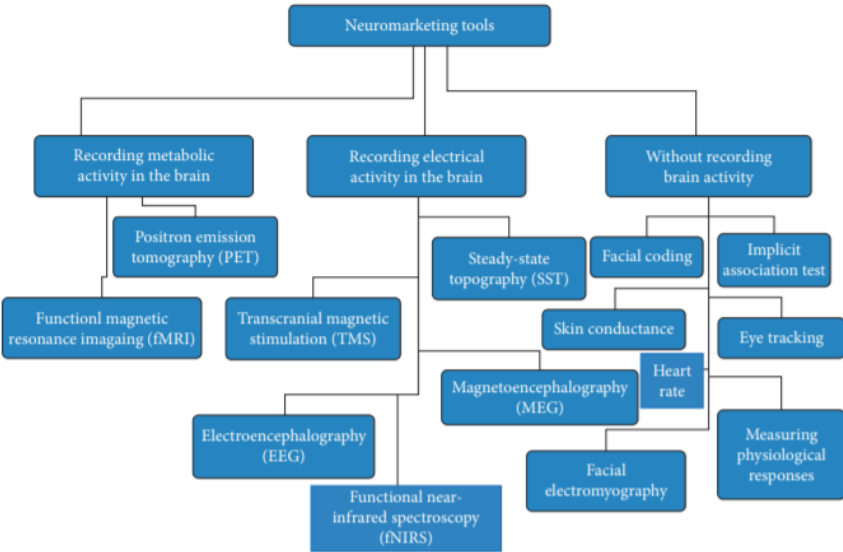 Neuromarketing tools
Recording metabolic
activity in the brain
Recording electrical
activity in the brain
Without recording
brain activity
Positron emission
tomography (PET)
Steady-state
topography (SST)
Facial coding
Implicit
association test
Functionl magnetic
resonance imagaing (fMRI)
Transcranial magnetic
stimulation (TMS)
Skin conductance
Eye tracking
Heart
rate
Magnetoencephalography
(MEG)
Electroencephalography
(EEG)
Facial
electromyography
Measuring
physiological
responses
Functional near-
infrared spectroscopy
(fNIRS)